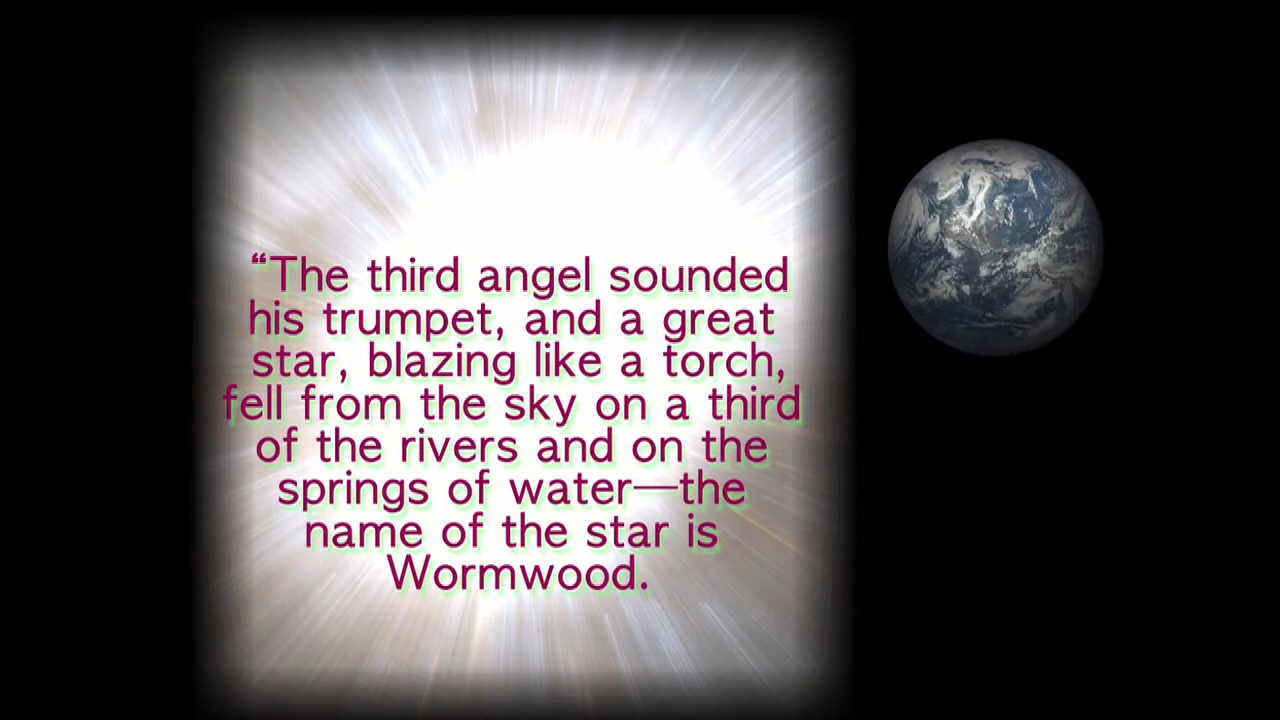 “The third angel sounded
his trumpet, and a great
star, blazing like a torch,
fell from the sky on a third
of the rivers and on the
springs of water—the
name of the star is
Wormwood.